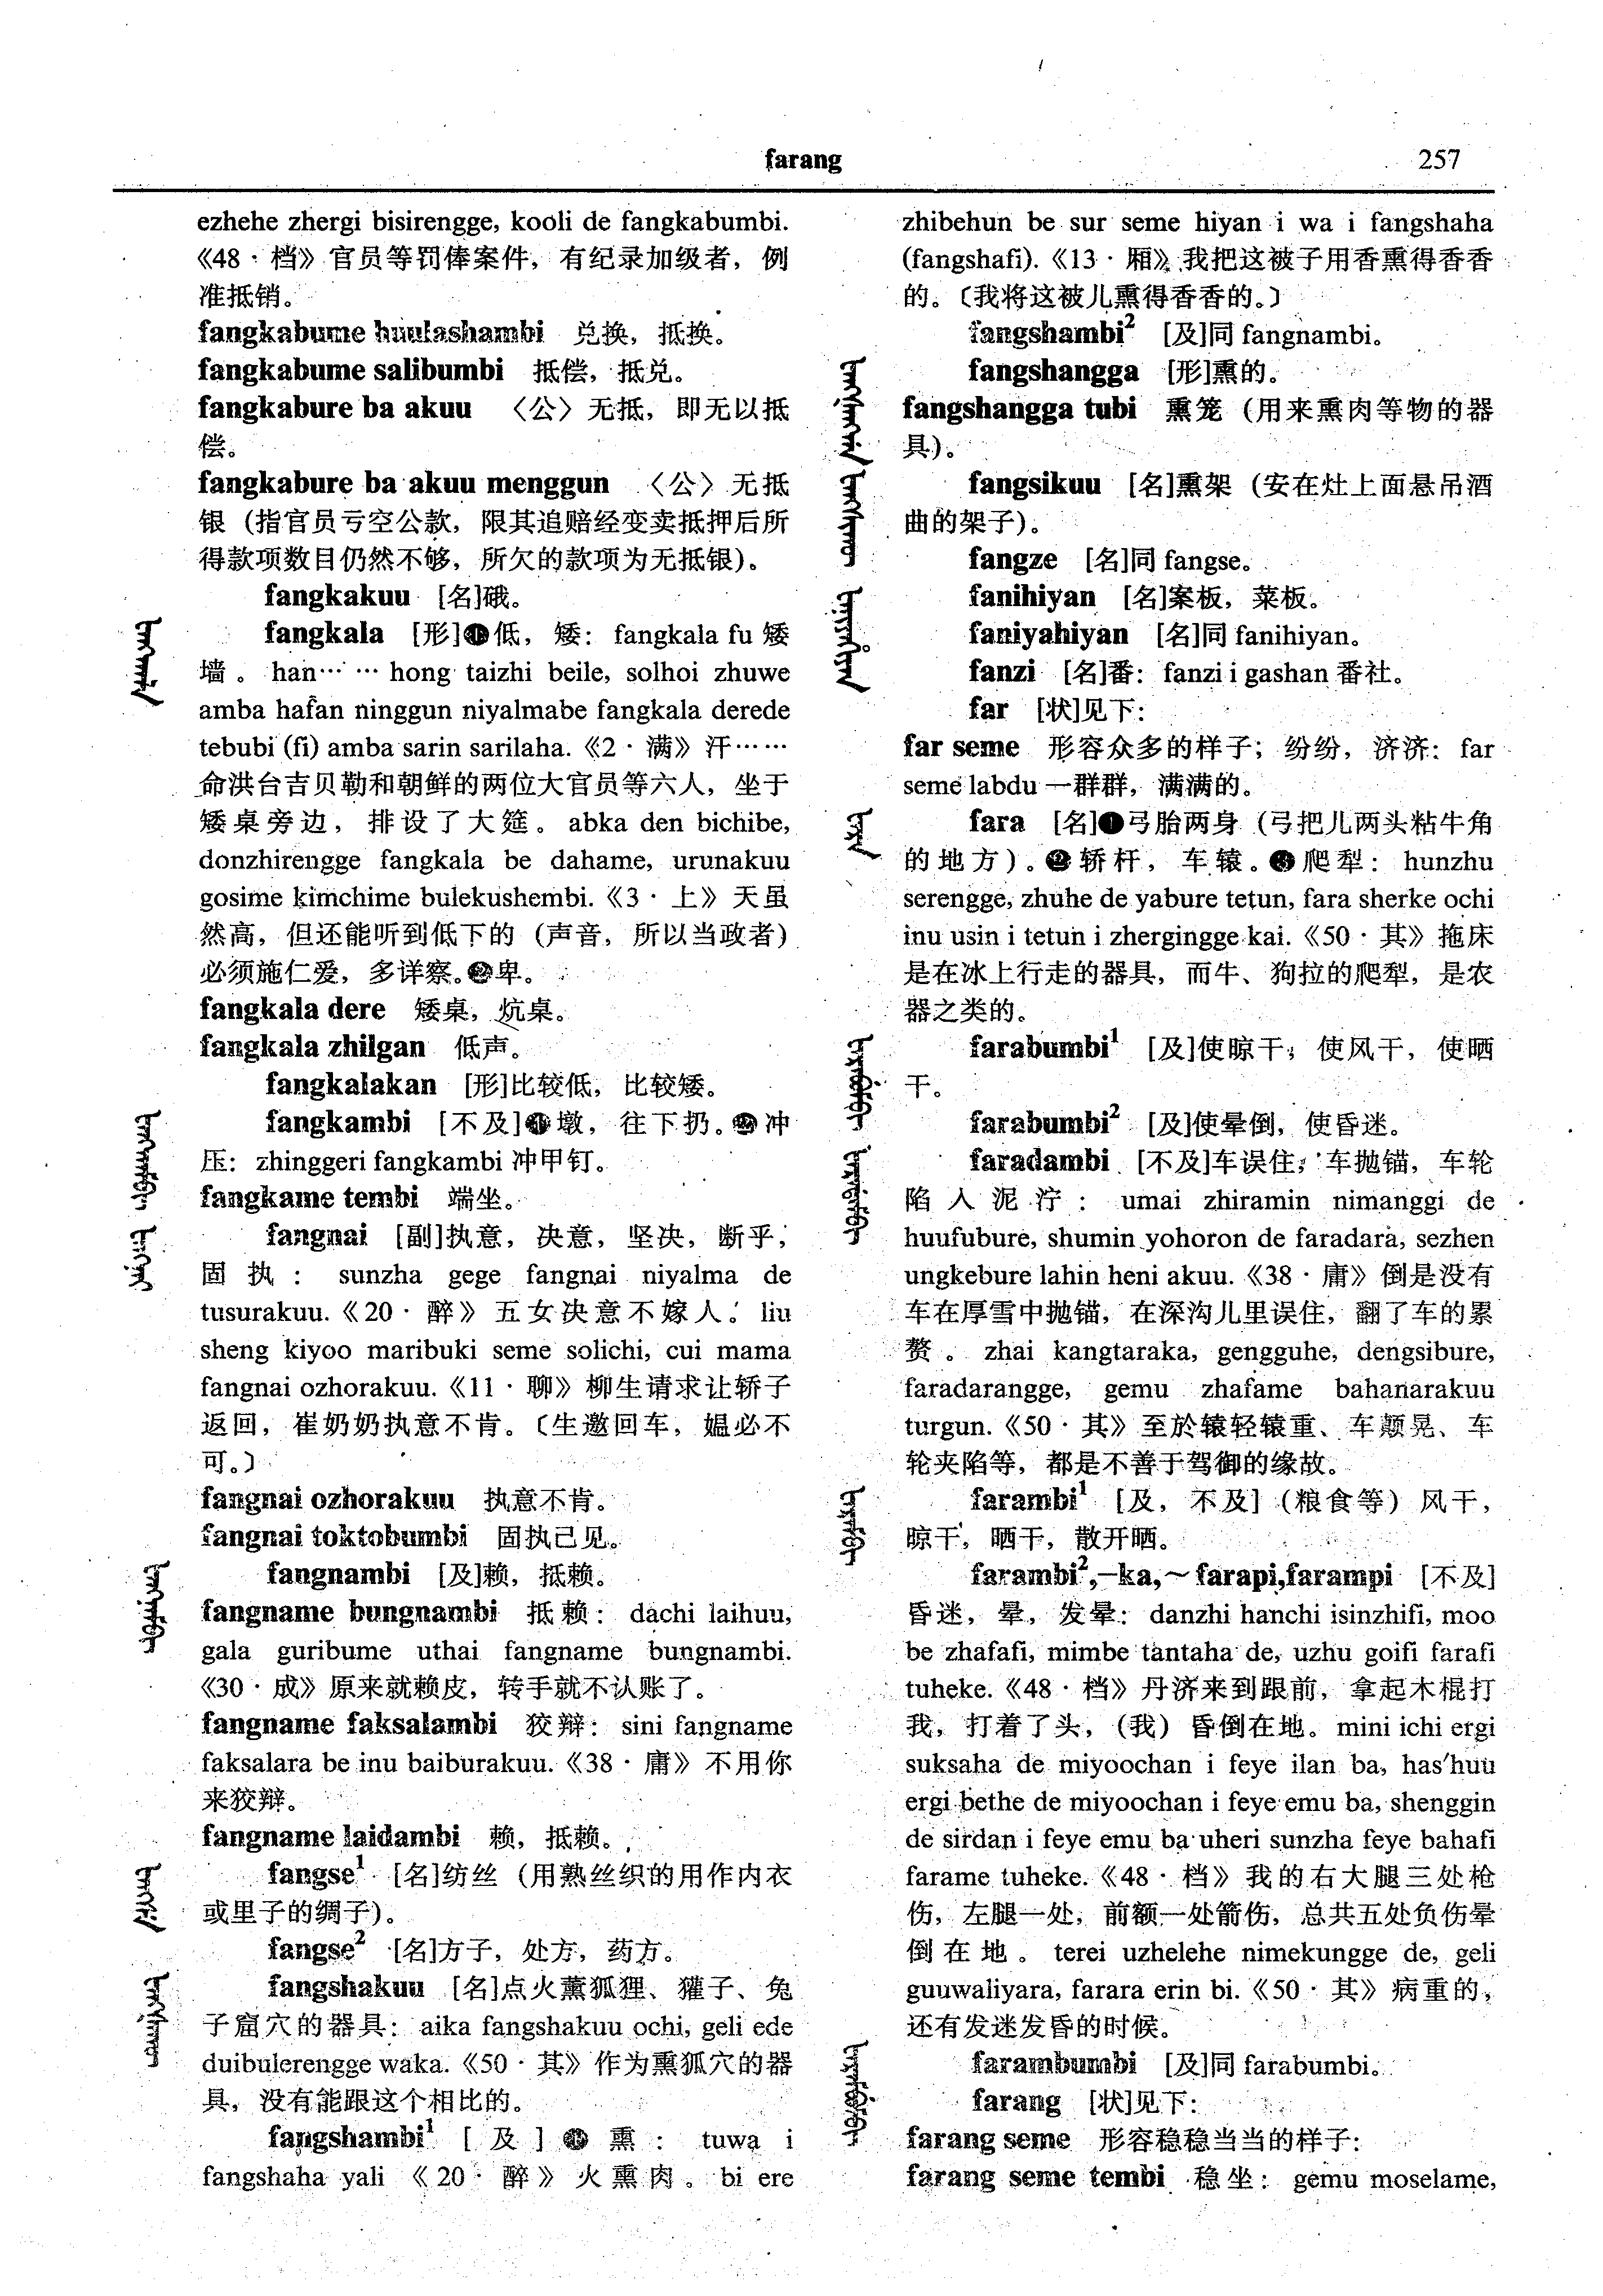 farang 257
ezhehe zhergi bisirengge, kooli de fangkabumbi.
《48·档》官员等罚俸案件，有纪录加级者，例
准抵销。
fangkabume huulashambi 兑换，抵换。
fangkabume salibumbi 抵偿，抵兑。
fangkabure ba akuu 〈公〉无抵，即无以抵
偿。
fangkabure ba akuu menggun 〈公〉无抵
银（指官员亏空公款，限其追赔经变卖抵押后所
得款项数目仍然不够，所欠的款项为无抵银）。
fangkakuu [名]硪。
fangkala [形]❶低，矮：fangkala fu 矮
墙。han…… hong taizhi beile, solhoi zhuwe
amba hafan ninggun niyalmabe fangkala derede
tebubi (fi) amba sarin sarilaha.《2·满》汗……
命洪台吉贝勒和朝鲜的两位大官员等六人，坐于
矮桌旁边，排设了大筵。abka den bichibe,
donzhirengge fangkala be dahame, urunakuu
gosime kimchime bulekushembi.《3·上》天虽
然高，但还能听到低下的（声音，所以当政者）
必须施仁爱，多详察。❷卑。
fangkala dere 矮桌，炕桌。
fangkala zhilgan 低声。
fangkalakan [形]比较低，比较矮。
fangkambi [不及]❶墩，往下扔。❷冲
压：zhinggeri fangkambi 冲甲钉。
fangkame tembi 端坐。
fangnai [副]执意，决意，坚决，断乎；
固执：sunzha gege fangnai niyalma de
tusurakuu.《20·醉》五女决意不嫁人。liu
sheng kiyoo maribuki seme solichi, cui mama
fangnai ozhorakuu.《11·聊》柳生请求让轿子
返回，崔奶奶执意不肯。〔生邀回车，媪必不
可。〕
fangnai ozhorakuu 执意不肯。
fangnai toktobumbi 固执己见。
fangnambi [及]赖，抵赖。
fangname bungnambi 抵赖：dachi laihuu,
gala guribume uthai fangname bungnambi.
《30·成》原来就赖皮，转手就不认账了。
fangname faksalambi 狡辩：sini fangname
faksalara be inu baiburakuu.《38·庸》不用你
来狡辩。
fangname laidambi 赖，抵赖。
fangse¹ [名]纺丝（用熟丝织的用作内衣
或里子的绸子）。
fangse² [名]方子，处方，药方。
fangshakuu [名]点火薰狐狸、獾子、兔
子窟穴的器具：aika fangshakuu ochi, geli ede
duibulerengge waka.《50·其》作为熏狐穴的器
具，没有能跟这个相比的。
fangshambi¹ [及]❶熏：tuwa i
fangshaha yali《20·醉》火熏肉。bi ere
zhibehun be sur seme hiyan i wa i fangshaha
(fangshafi).《13·厢》我把这被子用香熏得香香
的。〔我将这被儿熏得香香的。〕
fangshambi² [及]同 fangnambi。
fangshangga [形]熏的。
fangshangga tubi 熏笼（用来熏肉等物的器
具）。
fangsikuu [名]熏架（安在灶上面悬吊酒
曲的架子）。
fangze [名]同 fangse。
fanihiyan [名]案板，菜板。
faniyahiyan [名]同 fanihiyan。
fanzi [名]番：fanzi i gashan 番社。
far [状]见下：
far seme 形容众多的样子；纷纷，济济：far
seme labdu 一群群，满满的。
fara [名]❶弓胎两身（弓把儿两头粘牛角
的地方）。❷轿杆，车辕。❸爬犁：hunzhu
serengge, zhuhe de yabure tetun, fara sherke ochi
inu usin i tetun i zhergingge kai.《50·其》拖床
是在冰上行走的器具，而牛、狗拉的爬犁，是农
器之类的。
farabumbi¹ [及]使晾干；使风干，使晒
干。
farabumbi² [及]使晕倒，使昏迷。
faradambi [不及]车误住；车抛锚，车轮
陷入泥泞：umai zhiramin nimanggi de
huufubure, shumin yohoron de faradara, sezhen
ungkebure lahin heni akuu.《38·庸》倒是没有
车在厚雪中抛锚，在深沟儿里误住，翻了车的累
赘。zhai kangtaraka, gengguhe, dengsibure,
faradarangge, gemu zhafame bahanarakuu
turgun.《50·其》至於辕轻辕重、车颠晃、车
轮夹陷等，都是不善于驾御的缘故。
farambi¹ [及，不及]（粮食等）风干，
晾干，晒干，散开晒。
farambi²,-ka,~farapi,farampi [不及]
昏迷，晕，发晕：danzhi hanchi isinzhifi, moo
be zhafafi, mimbe tantaha de, uzhu goifi farafi
tuheke.《48·档》丹济来到跟前，拿起木棍打
我，打着了头，（我）昏倒在地。mini ichi ergi
suksaha de miyoochan i feye ilan ba, has'huu
ergi bethe de miyoochan i feye emu ba, shenggin
de sirdan i feye emu ba uheri sunzha feye bahafi
farame tuheke.《48·档》我的右大腿三处枪
伤，左腿一处，前额一处箭伤，总共五处负伤晕
倒在地。terei uzhelehe nimekungge de, geli
guuwaliyara, farara erin bi.《50·其》病重的，
还有发迷发昏的时候。
farambumbi [及]同 farabumbi。
farang [状]见下：
farang seme 形容稳稳当当的样子：
farang seme tembi 稳坐：gemu moselame,